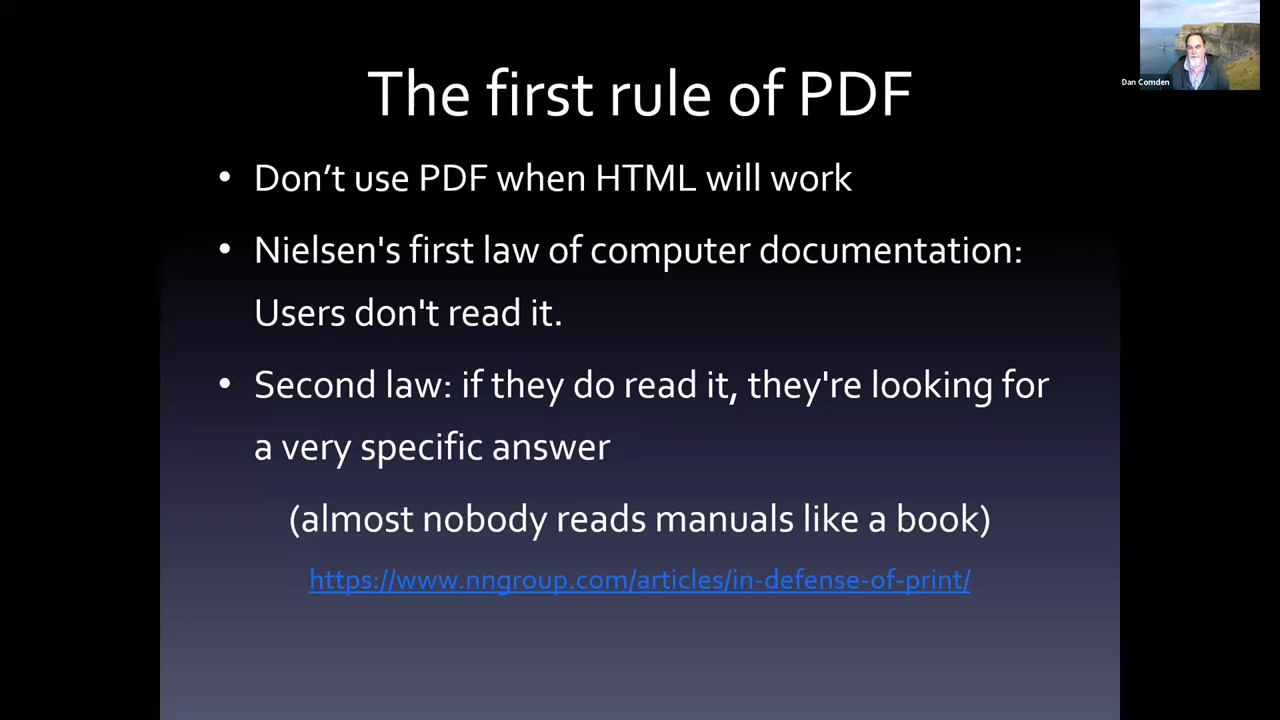 The first rule of PDF
Dan Comden
• Don’t use PDF when HTML will work
• Nielsen's first law of computer documentation:
Users don't read it.
• Second law: if they do read it, they're looking for
a very specific answer
(almost nobody reads manuals like a book)
https://www.nngroup.com/articles/in-defense-of-print/